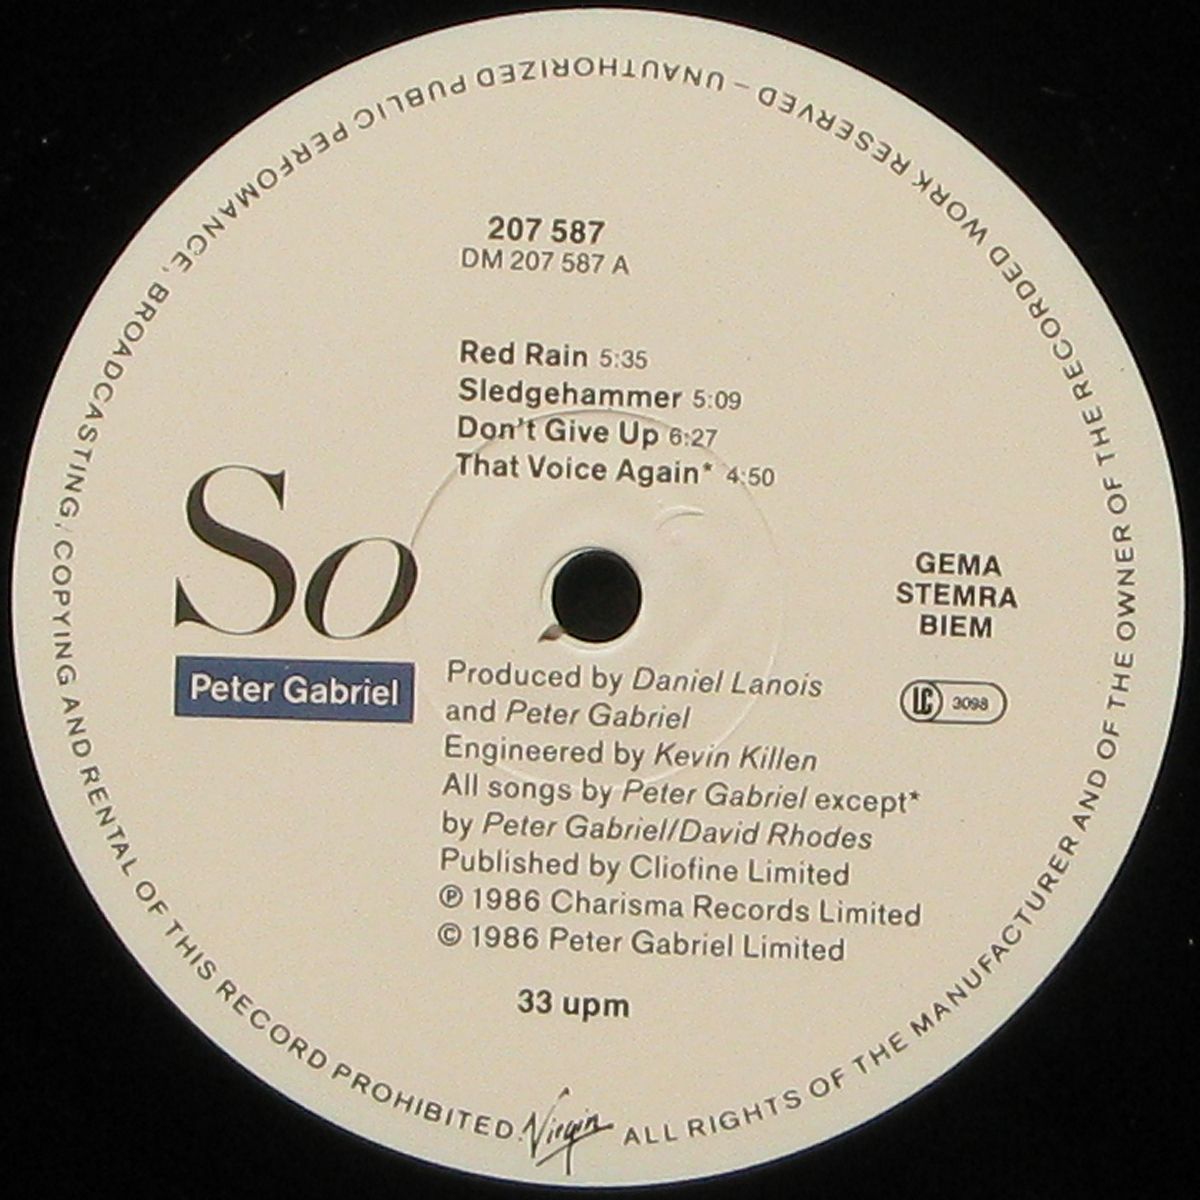 207 587
DM 207 587 A
Red Rain 5:35
Sledgehammer 5:09
Don't Give Up 6:27
That Voice Again* 4:50
So
Peter Gabriel
GEMA
STEMRA
BIEM
LC 3098
Produced by Daniel Lanois
and Peter Gabriel
Engineered by Kevin Killen
All songs by Peter Gabriel except*
by Peter Gabriel/David Rhodes
Published by Cliofine Limited
℗ 1986 Charisma Records Limited
© 1986 Peter Gabriel Limited
33 upm
Virgin
ALL RIGHTS OF THE MANUFACTURER AND OF THE OWNER OF THE RECORDED WORK RESERVED – UNAUTHORIZED PUBLIC PERFOMANCE, BROADCASTING, COPYING AND RENTAL OF THIS RECORD PROHIBITED.